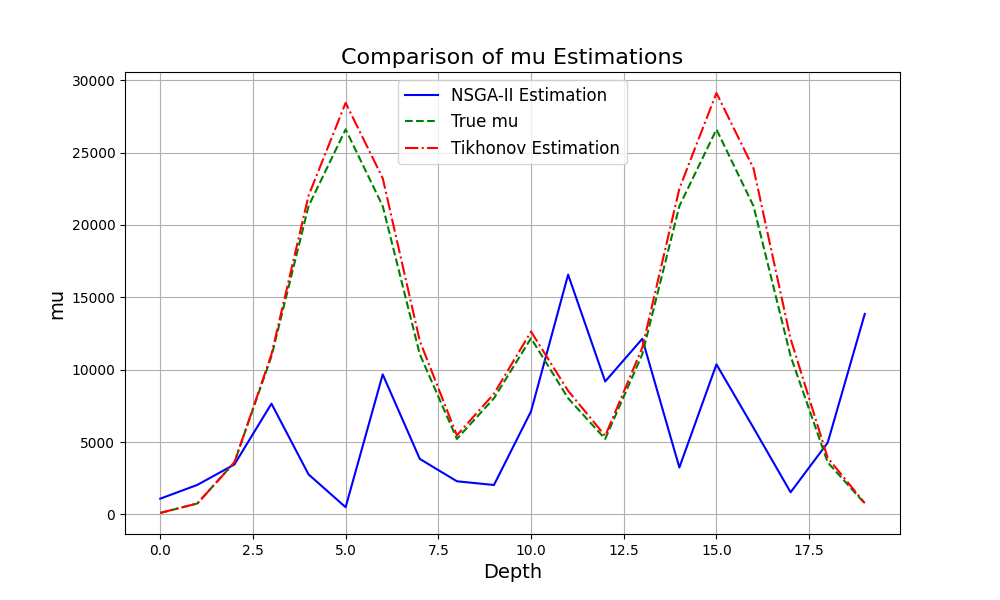 Comparison of mu Estimations
30000
25000
20000
15000
10000
5000
0
mu
NSGA-II Estimation
True mu
Tikhonov Estimation
0.0 2.5 5.0 7.5 10.0 12.5 15.0 17.5
Depth